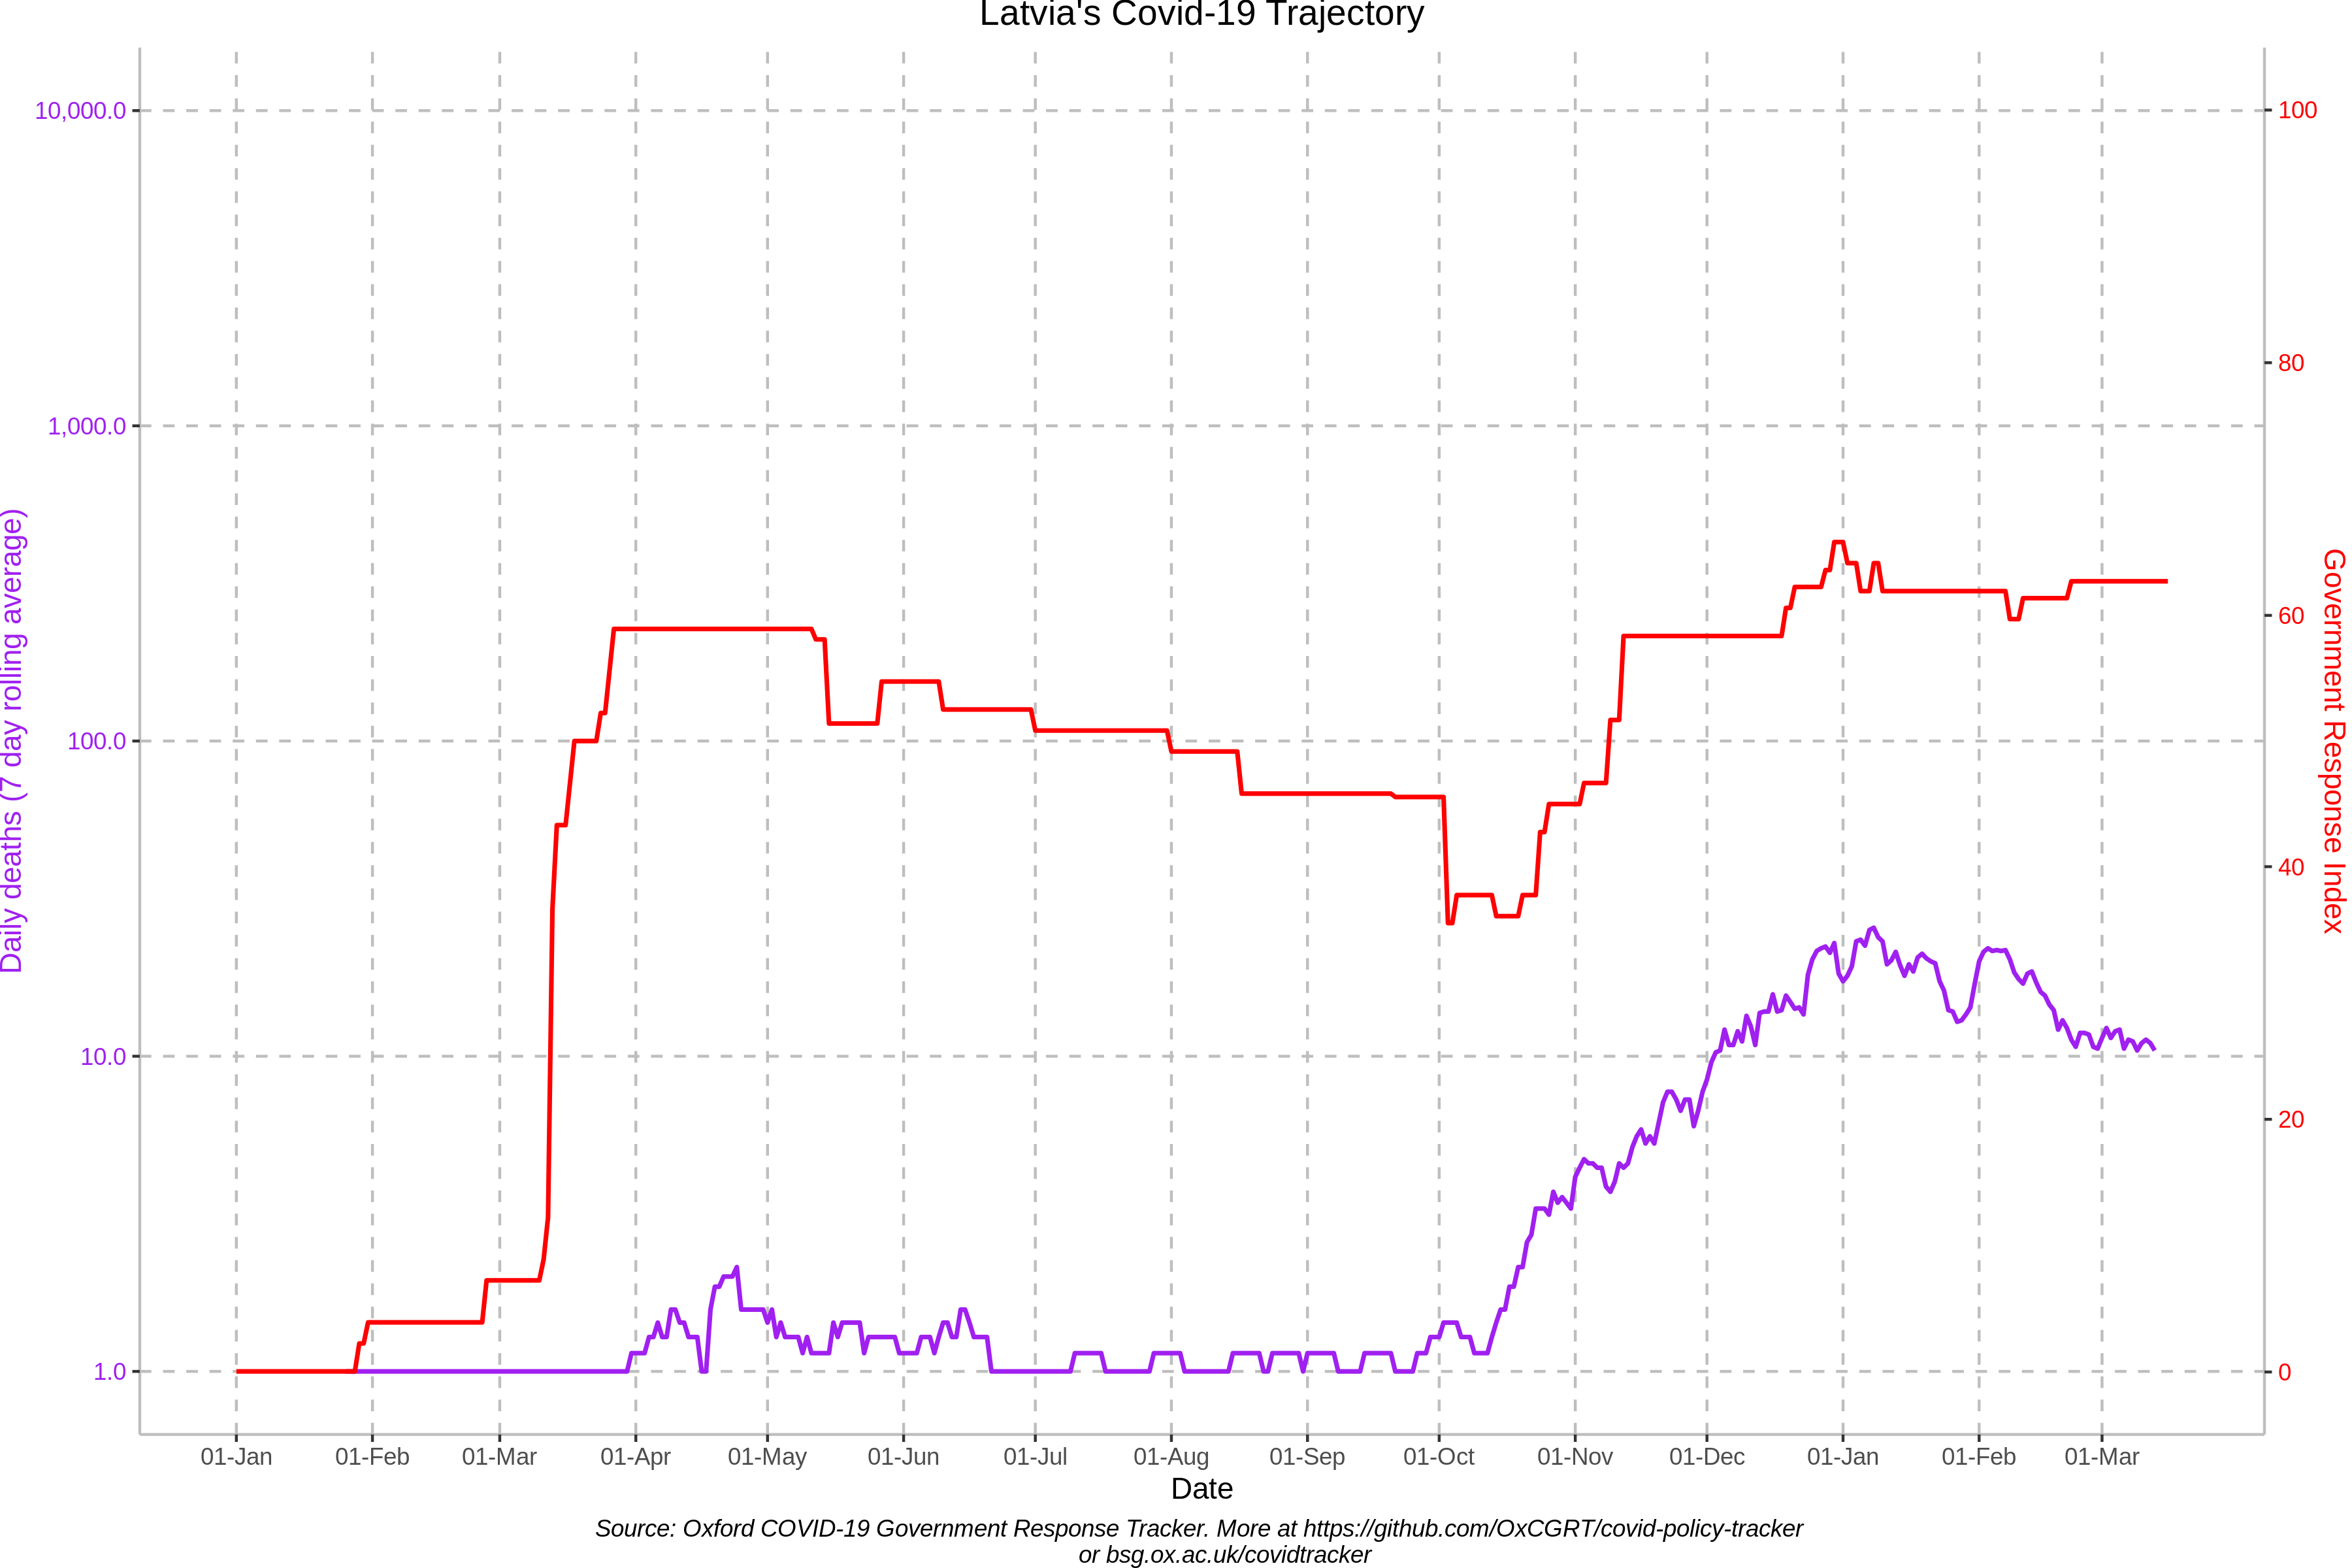 Latvia's Covid-19 Trajectory
10,000.0
1,000.0
100.0
10.0
1.0
Daily deaths (7 day rolling average)
100
80
60
40
20
0
Government Response Index
01-Jan 01-Feb 01-Mar 01-Apr 01-May 01-Jun 01-Jul 01-Aug 01-Sep 01-Oct 01-Nov 01-Dec 01-Jan 01-Feb 01-Mar
Date
Source: Oxford COVID-19 Government Response Tracker. More at https://github.com/OxCGRT/covid-policy-tracker
or bsg.ox.ac.uk/covidtracker